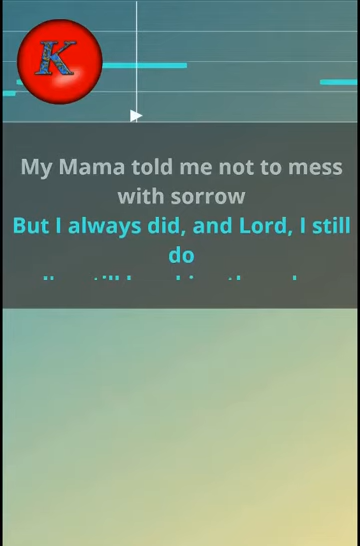 K
My Mama told me not to mess
with sorrow
But I always did, and Lord, I still
do